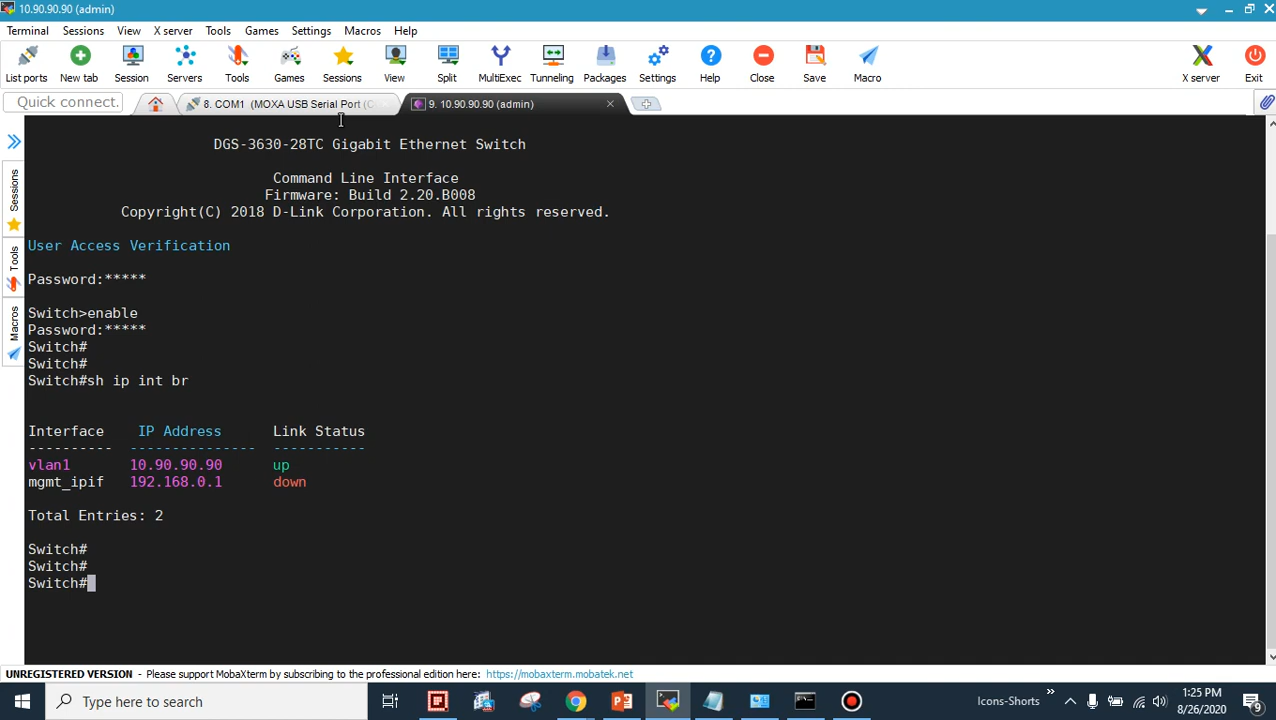 10.90.90.90 (admin)
Terminal Sessions View X server Tools Games Settings Macros Help
List ports New tab Session Servers Tools Games Sessions View Split MultiExec Tunneling Packages Settings Help Close Save Macro X server Exit
Quick connect. 8. COM1 (MOXA USB Serial Port (C 9. 10.90.90.90 (admin)
Sessions
Tools
Macros
DGS-3630-28TC Gigabit Ethernet Switch
Command Line Interface
Firmware: Build 2.20.B008
Copyright(C) 2018 D-Link Corporation. All rights reserved.
User Access Verification
Password:*****
Switch>enable
Password:*****
Switch#
Switch#
Switch#sh ip int br
Interface IP Address Link Status
---------- --------------- -----------
vlan1 10.90.90.90 up
mgmt_ipif 192.168.0.1 down
Total Entries: 2
Switch#
Switch#
Switch#
UNREGISTERED VERSION - Please support MobaXterm by subscribing to the professional edition here: https://mobaxterm.mobatek.net
Type here to search Icons-Shorts 1:25 PM
8/26/2020 9